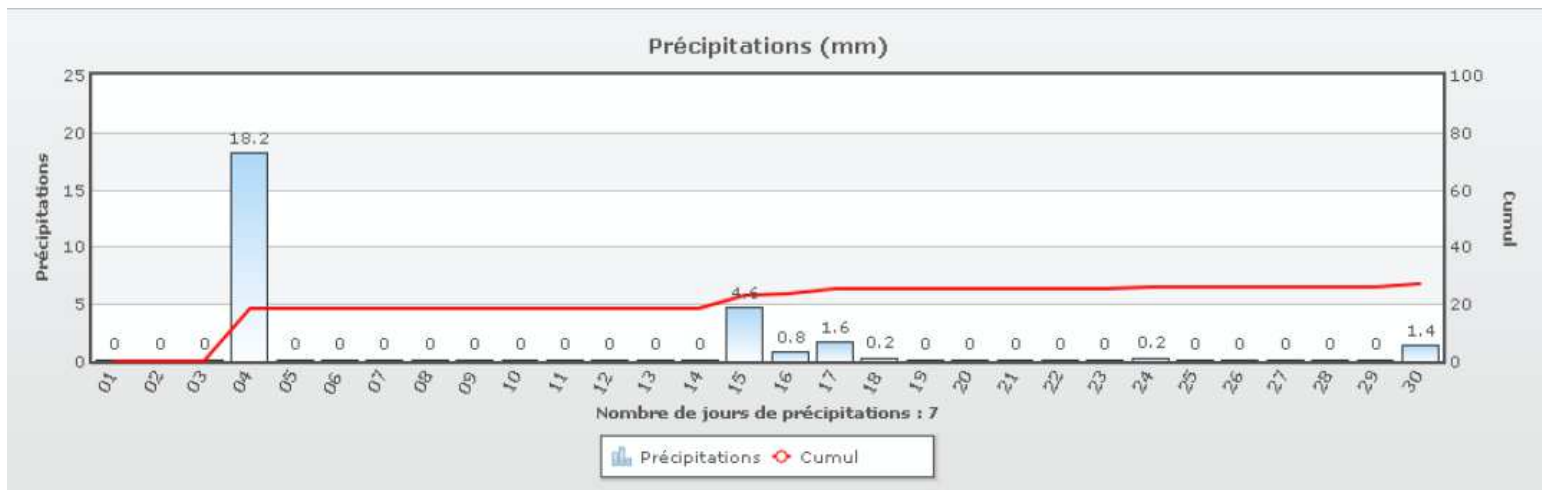 Précipitations (mm)
25 100
18.2
20 80
15 60
Précipitations Cumul
10 40
4.6
5 20
0 0 0 0 0 0 0 0 0 0 0 0 0 0.8 1.6 0.2 0 0 0 0 0 0.2 0 0 0 0 0 1.4
0 0
01 02 03 04 05 06 07 08 09 10 11 12 13 14 15 16 17 18 19 20 21 22 23 24 25 26 27 28 29 30
Nombre de jours de précipitations : 7
Précipitations Cumul